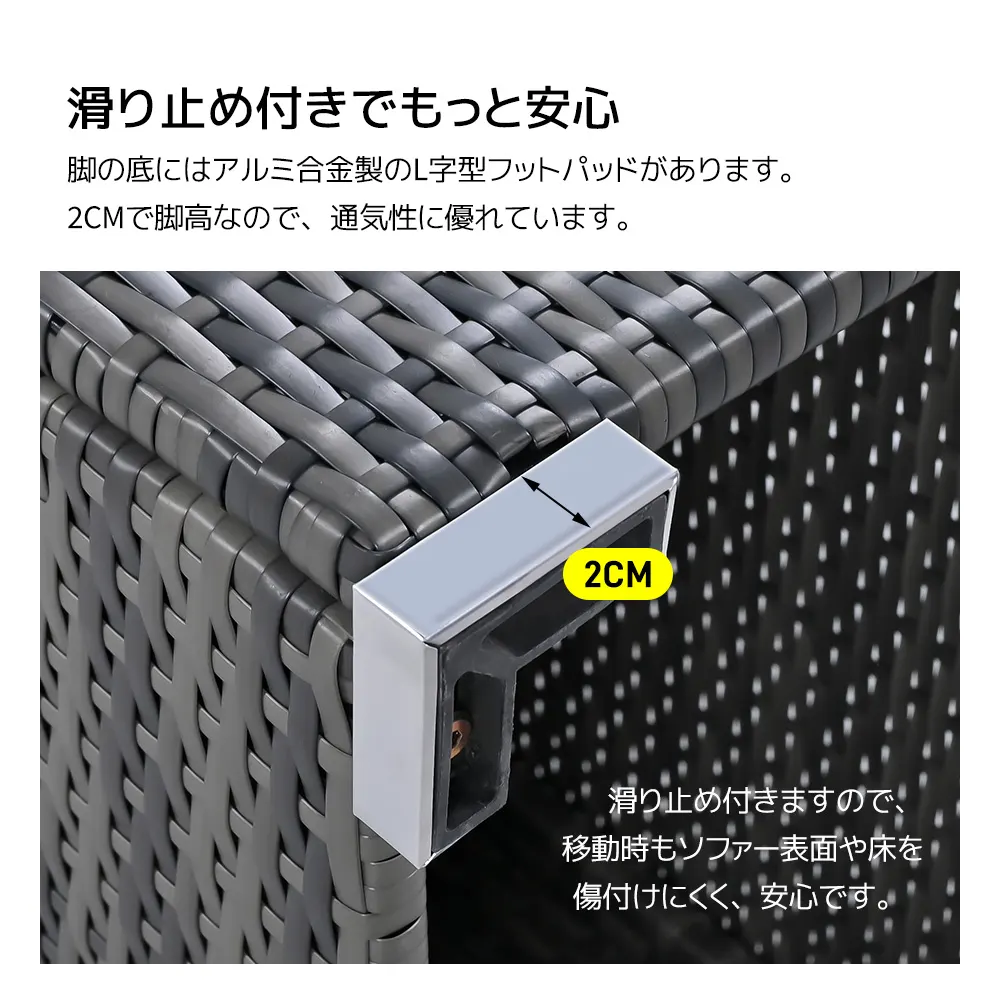 滑り止め付きでもっと安心
脚の底にはアルミ合金製のL字型フットパッドがあります。
2CMで脚高なので、通気性に優れています。
2CM
滑り止め付きますので、
移動時もソファー表面や床を
傷付けにくく、安心です。